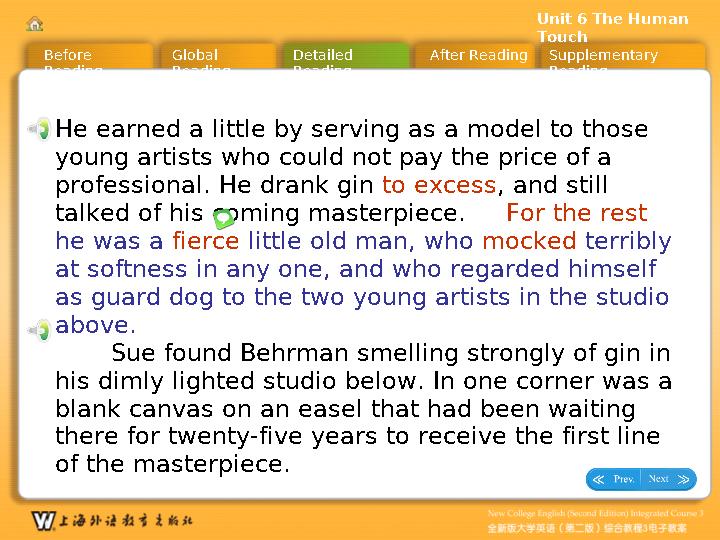 Unit 6 The Human
Touch
Before
Reading
Global
Reading
Detailed
Reading
After Reading
Supplementary
Reading
He earned a little by serving as a model to those
young artists who could not pay the price of a
professional. He drank gin to excess, and still
talked of his coming masterpiece. For the rest
he was a fierce little old man, who mocked terribly
at softness in any one, and who regarded himself
as guard dog to the two young artists in the studio
above.
Sue found Behrman smelling strongly of gin in
his dimly lighted studio below. In one corner was a
blank canvas on an easel that had been waiting
there for twenty-five years to receive the first line
of the masterpiece.
Prev. Next
上海外语教育出版社
New College English (Second Edition) Integrated Course 3
全新版大学英语（第二版）综合教程3电子教案